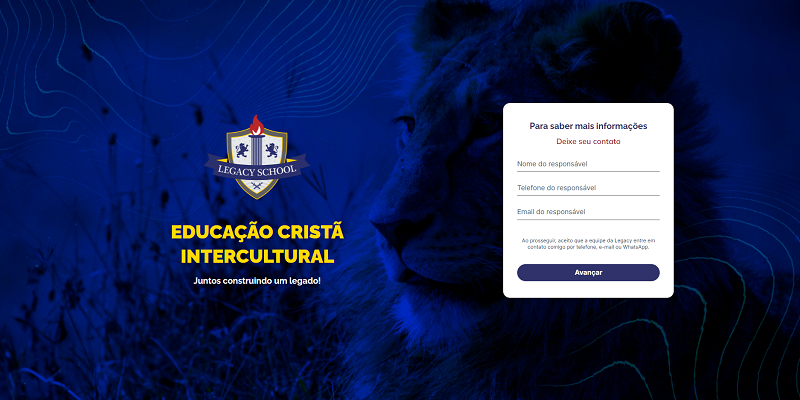 LEGACY SCHOOL
EDUCAÇÃO CRISTÃ
INTERCULTURAL
Juntos construindo um legado!
Para saber mais informações
Deixe seu contato
Nome do responsável
Telefone do responsável
Email do responsável
Ao prosseguir, aceito que a equipe da Legacy entre em
contato comigo por telefone, e-mail ou WhatsApp.
Avançar